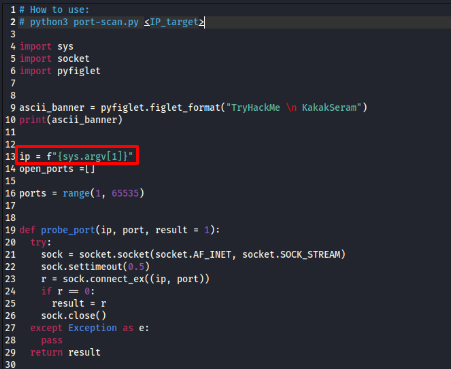 1 # How to use:
2 # python3 port-scan.py <IP_target>
3
4 import sys
5 import socket
6 import pyfiglet
7
8
9 ascii_banner = pyfiglet.figlet_format("TryHackMe \n KakakSeram")
10 print(ascii_banner)
11
12
13 ip = f"{sys.argv[1]}"
14 open_ports =[]
15
16 ports = range(1, 65535)
17
18
19 def probe_port(ip, port, result = 1):
20   try:
21     sock = socket.socket(socket.AF_INET, socket.SOCK_STREAM)
22     sock.settimeout(0.5)
23     r = sock.connect_ex((ip, port))
24     if r == 0:
25       result = r
26     sock.close()
27   except Exception as e:
28     pass
29   return result
30